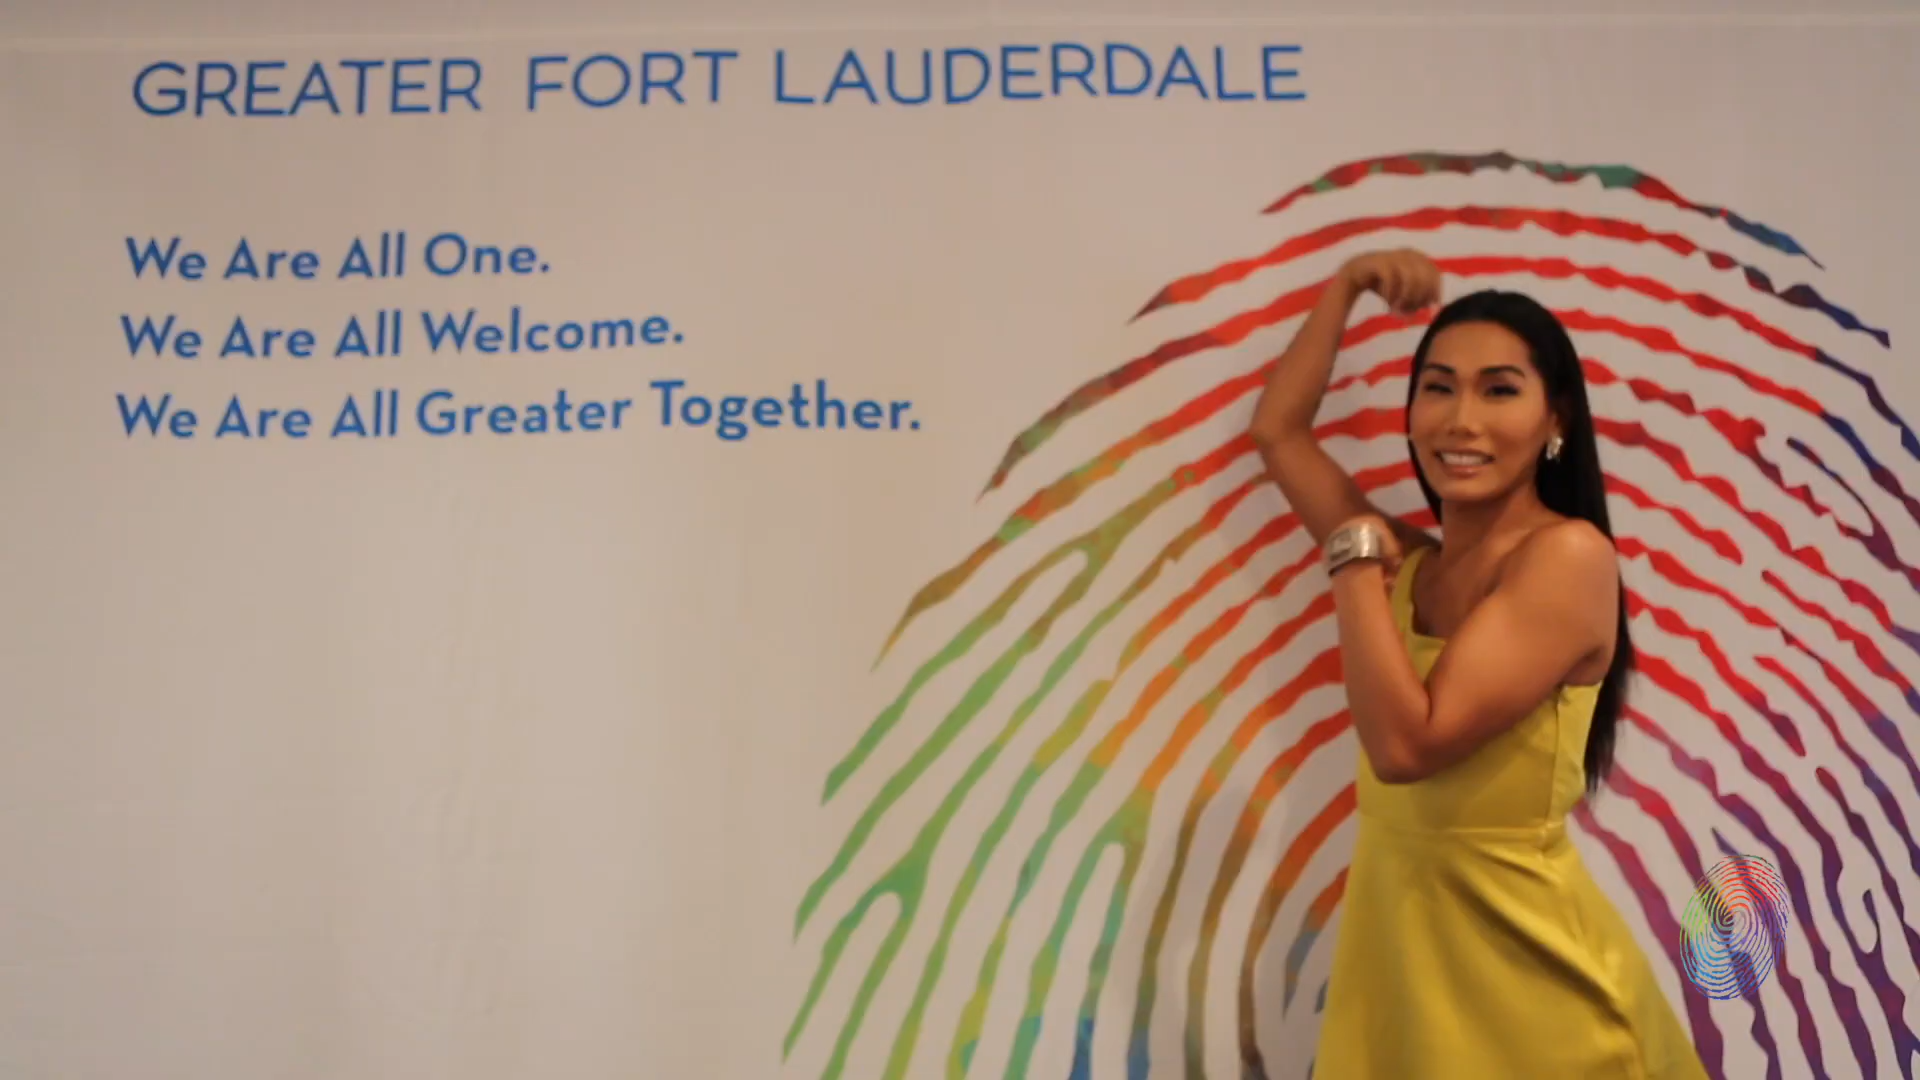 GREATER FORT LAUDERDALE
We Are All One.
We Are All Welcome.
We Are All Greater Together.